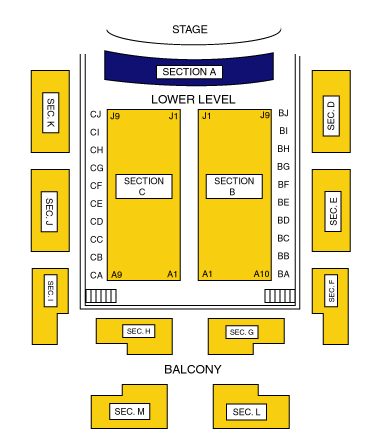 STAGE
SECTION A
LOWER LEVEL
SEC. K
SEC. D
CJ
J9
J1
J1
J9
BJ
CI
BI
CH
BH
CG
BG
CF
SECTION
C
SECTION
B
BF
CE
BE
SEC. J
SEC. E
CD
BD
CC
BC
CB
BB
CA
A9
A1
A1
A10
BA
SEC. I
SEC. F
SEC. H
SEC. G
BALCONY
SEC. M
SEC. L